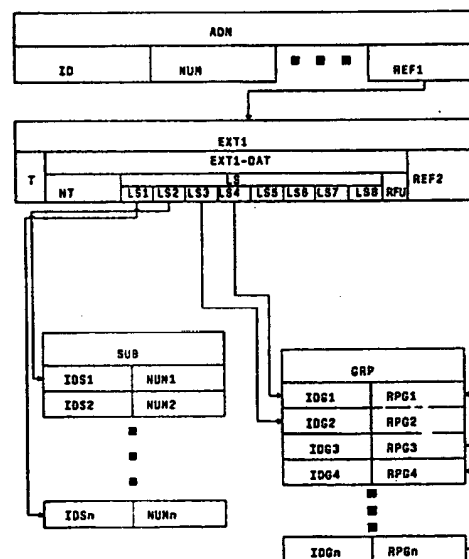 ADN
ID NUM REF1
EXT1
EXT1-DAT
T NT LS REF2
LS1 LS2 LS3 LS4 LS5 LS6 LS7 LS8 RFU
SUB
IDS1 NUM1
IDS2 NUM2
IDSn NUMn
GRP
IDG1 RPG1
IDG2 RPG2
IDG3 RPG3
IDG4 RPG4
IDGn RPGn